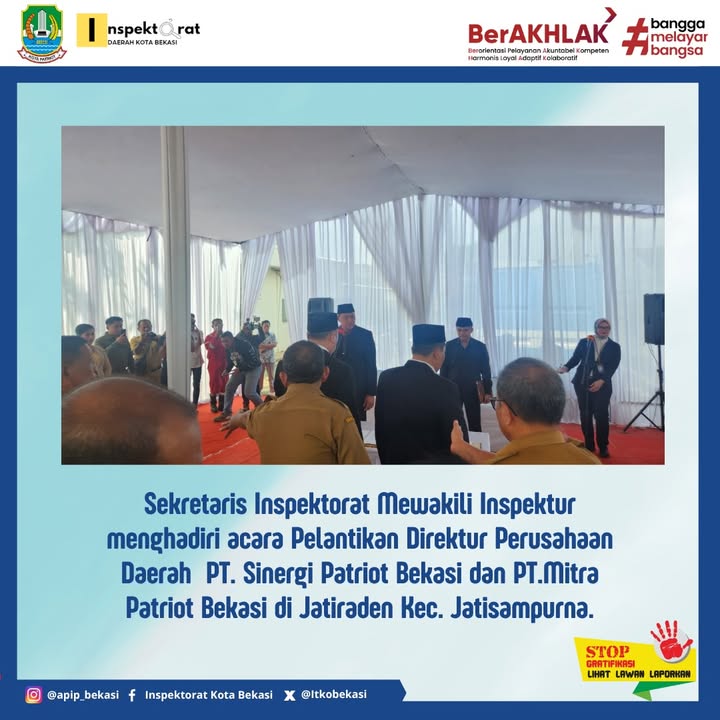 KOTA PATRIOT
Inspektorat
DAERAH KOTA BEKASI
BerAKHLAK
Berorientasi Pelayanan Akuntabel Kompeten
Harmonis Loyal Adaptif Kolaboratif
#bangga
melayani
bangsa
Sekretaris Inspektorat Mewakili Inspektur
menghadiri acara Pelantikan Direktur Perusahaan
Daerah PT. Sinergi Patriot Bekasi dan PT.Mitra
Patriot Bekasi di Jatiraden Kec. Jatisampurna.
STOP
GRATIFIKASI
LIHAT LAWAN LAPORKAN
@apip_bekasi Inspektorat Kota Bekasi @Itkobekasi